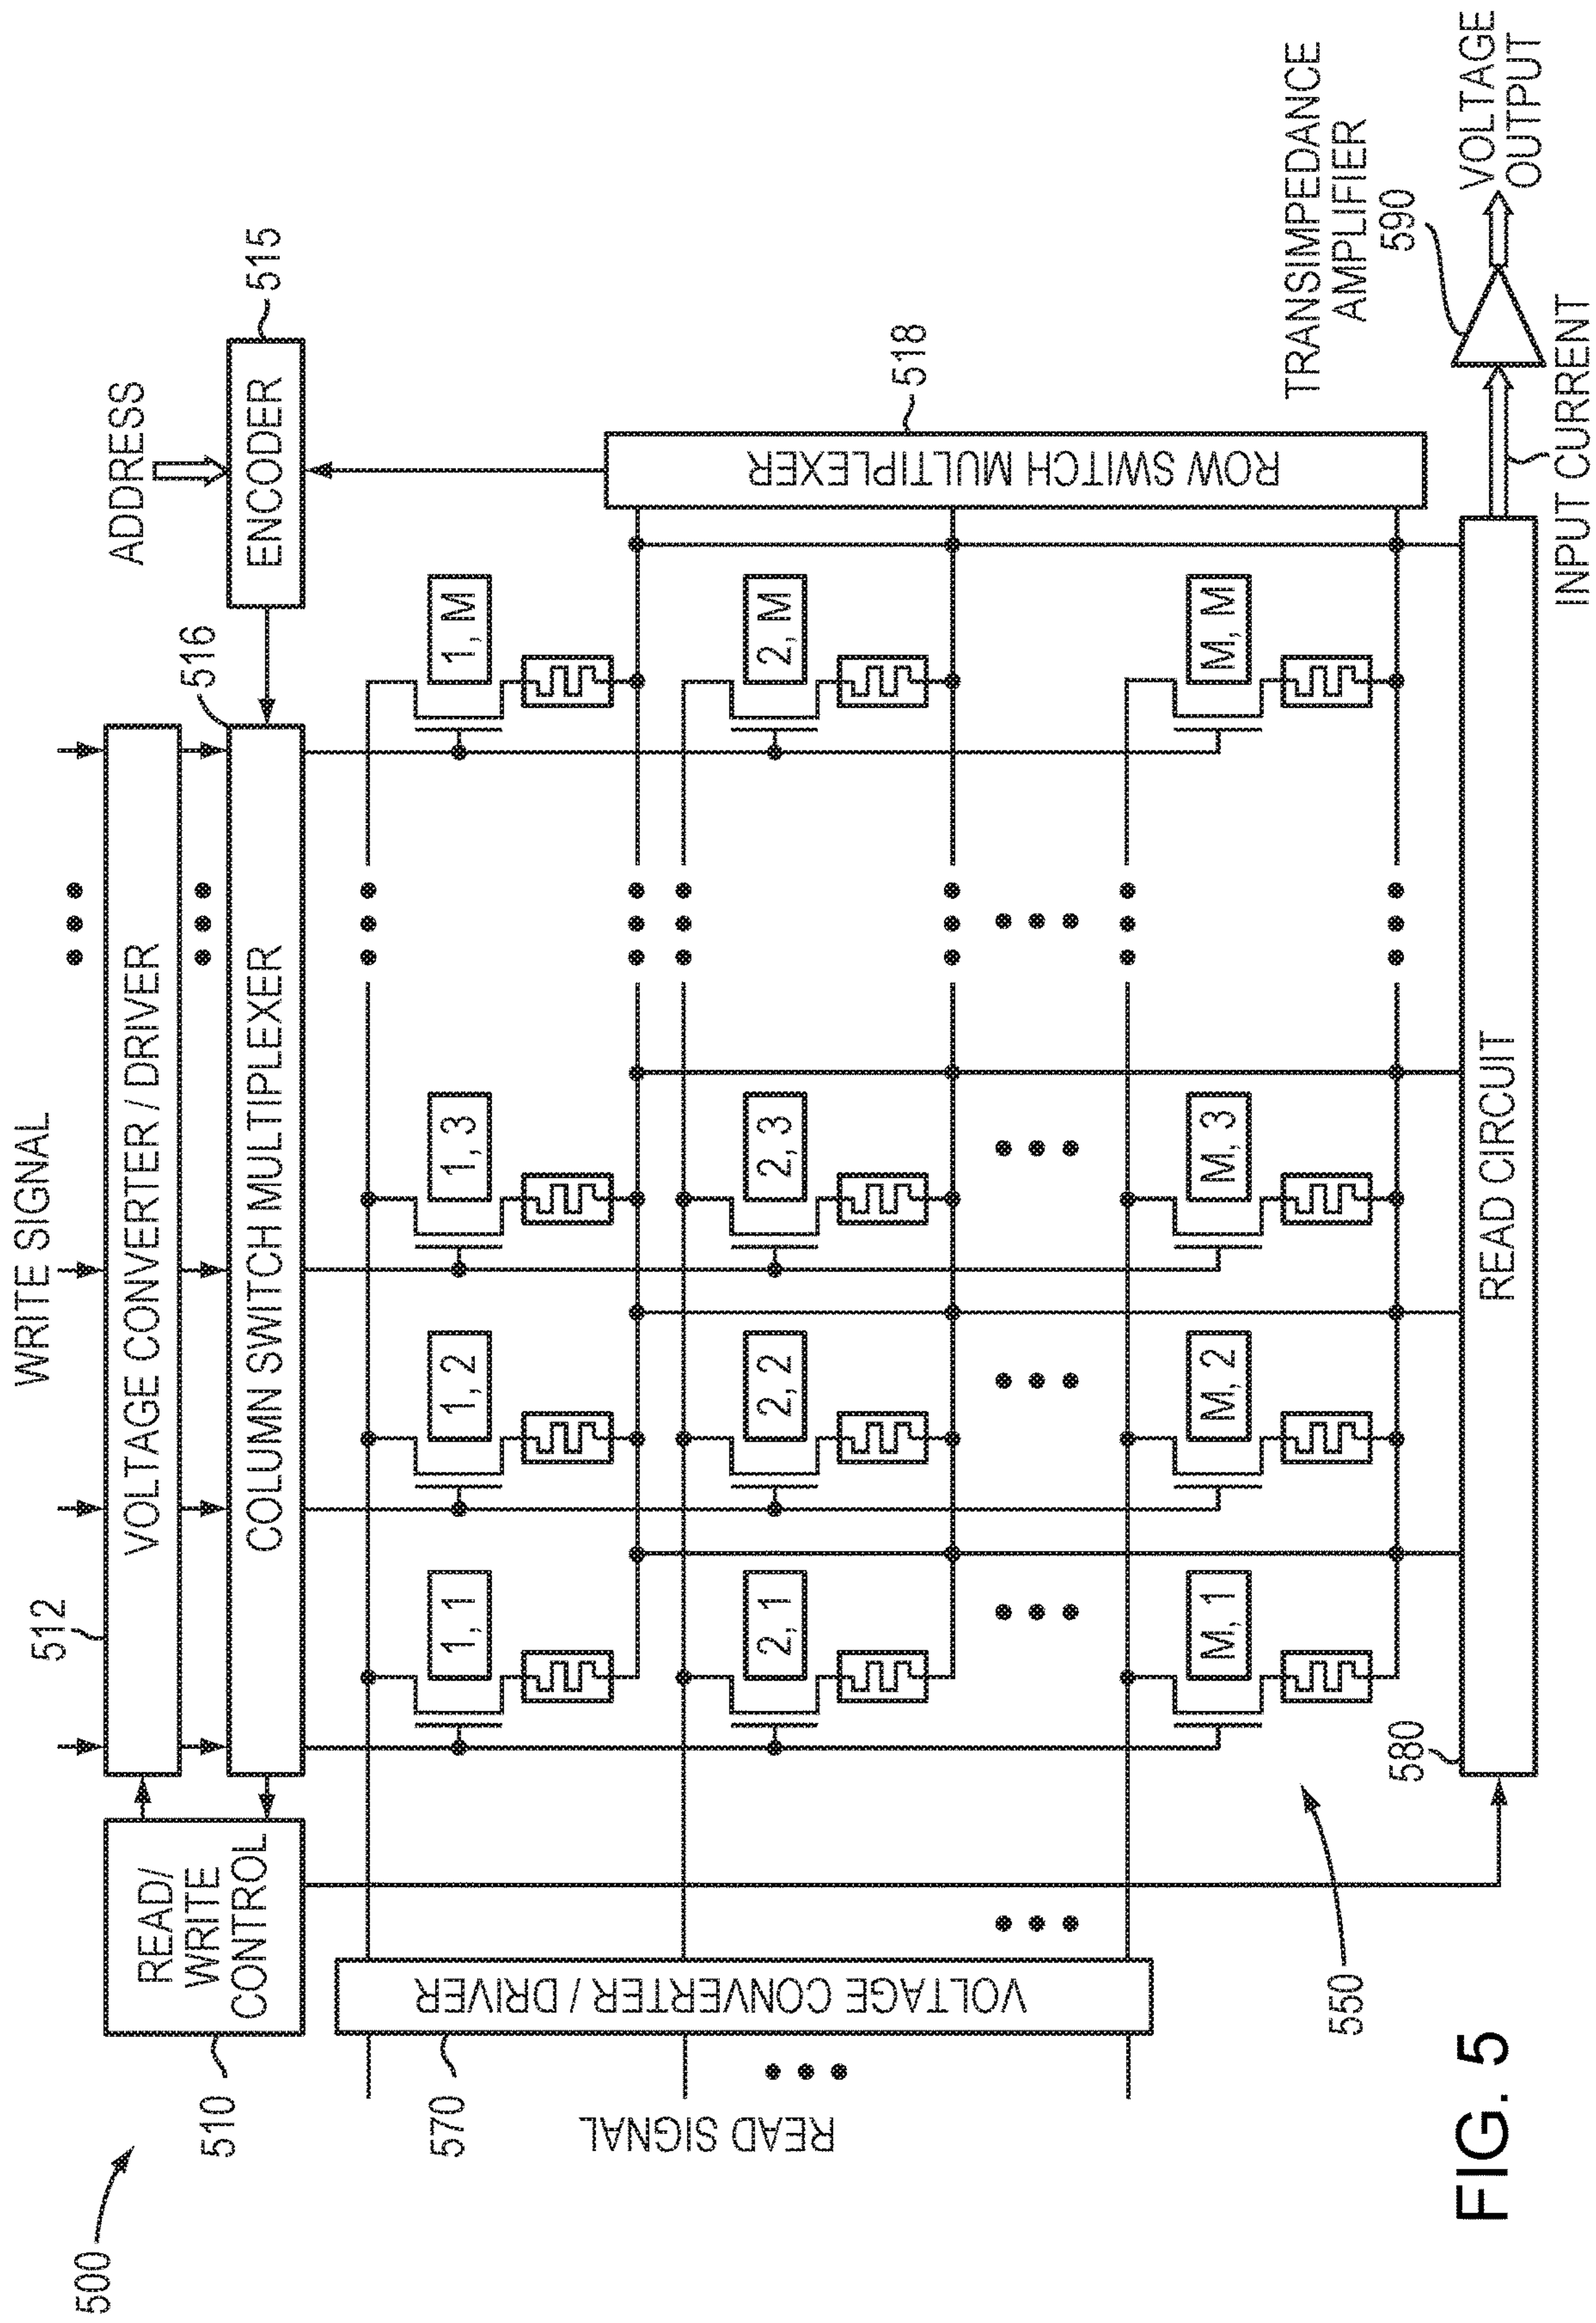 500
510
READ/
WRITE
CONTROL
512
WRITE SIGNAL
VOLTAGE CONVERTER / DRIVER
516
COLUMN SWITCH MULTIPLEXER
ADDRESS
ENCODER
515
READ SIGNAL
570
VOLTAGE CONVERTER / DRIVER
1, 1
1, 2
1, 3
1, M
2, 1
2, 2
2, 3
2, M
M, 1
M, 2
M, 3
M, M
ROW SWITCH MULTIPLEXER
518
550
580
READ CIRCUIT
INPUT CURRENT
TRANSIMPEDANCE
AMPLIFIER
590
VOLTAGE
OUTPUT
FIG. 5